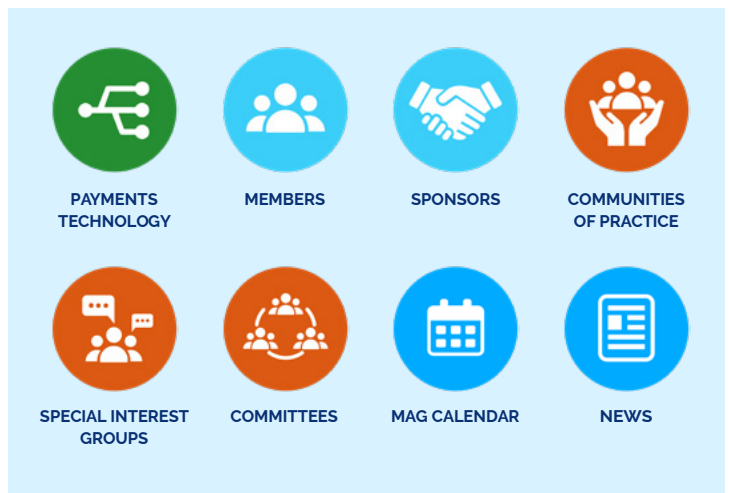 PAYMENTS
TECHNOLOGY
MEMBERS
SPONSORS
COMMUNITIES
OF PRACTICE
SPECIAL INTEREST
GROUPS
COMMITTEES
MAG CALENDAR
NEWS